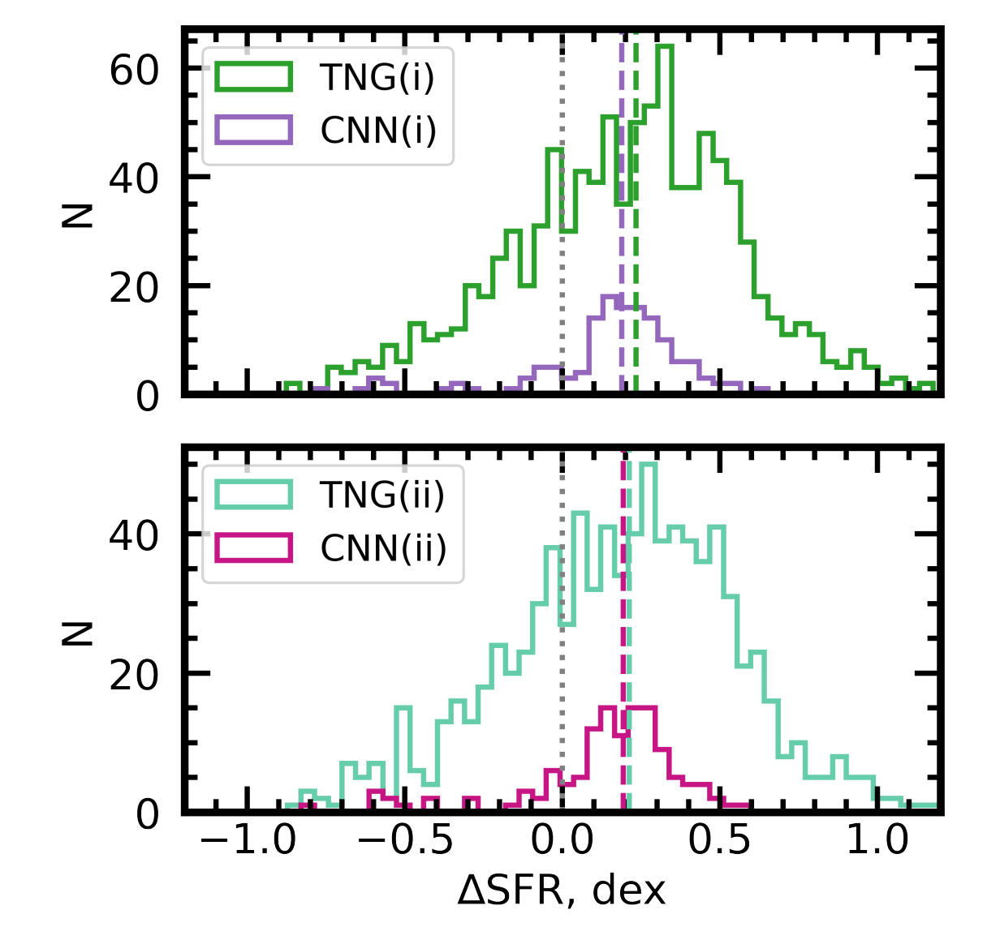 60
40
20
0
N
TNG(i)
CNN(i)
40
20
0
N
TNG(ii)
CNN(ii)
−1.0 −0.5 0.0 0.5 1.0
ΔSFR, dex